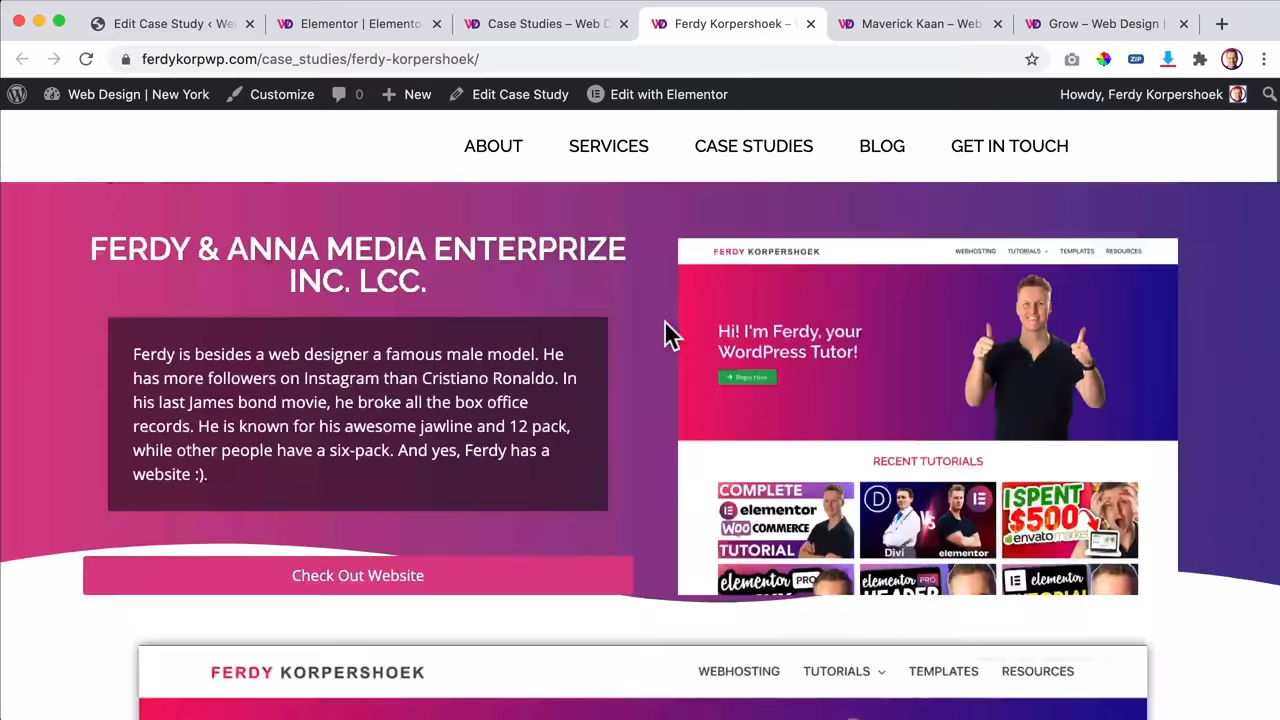 Edit Case Study ‹ We
Elementor | Elemento
Case Studies – Web D
Ferdy Korpershoek –
Maverick Kaan – Web
Grow – Web Design |
ferdykorpwp.com/case_studies/ferdy-korpershoek/
ZIP
Web Design | New York
Customize
0
New
Edit Case Study
Edit with Elementor
Howdy, Ferdy Korpershoek
ABOUT
SERVICES
CASE STUDIES
BLOG
GET IN TOUCH
FERDY & ANNA MEDIA ENTERPRIZE
INC. LCC.
Ferdy is besides a web designer a famous male model. He
has more followers on Instagram than Cristiano Ronaldo. In
his last James bond movie, he broke all the box office
records. He is known for his awesome jawline and 12 pack,
while other people have a six-pack. And yes, Ferdy has a
website :).
Check Out Website
FERDY KORPERSHOEK
WEBHOSTING
TUTORIALS
TEMPLATES
RESOURCES
Hi! I'm Ferdy, your
WordPress Tutor!
Begin Here
RECENT TUTORIALS
COMPLETE
elementor
WOO COMMERCE
TUTORIAL
D
VS
Divi
elementor
I SPENT
$500
envato market
elementor PRO
elementor PRO
HEADER
elementor
TUTORIAL
FERDY KORPERSHOEK
WEBHOSTING
TUTORIALS
TEMPLATES
RESOURCES